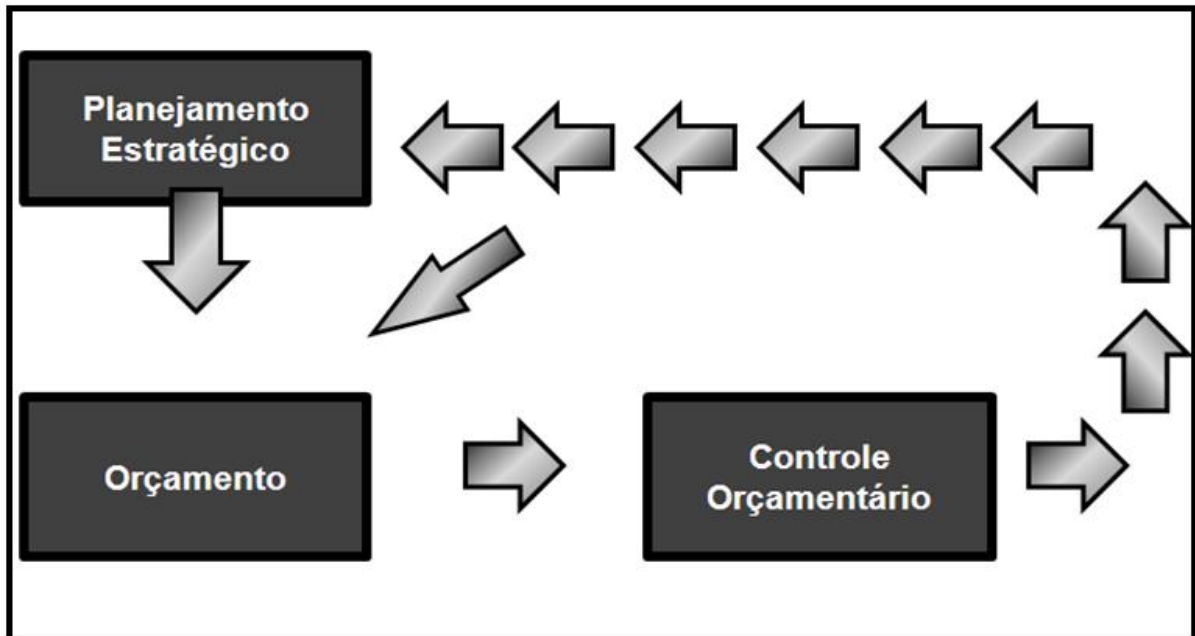 Planejamento
Estratégico
Orçamento
Controle
Orçamentário